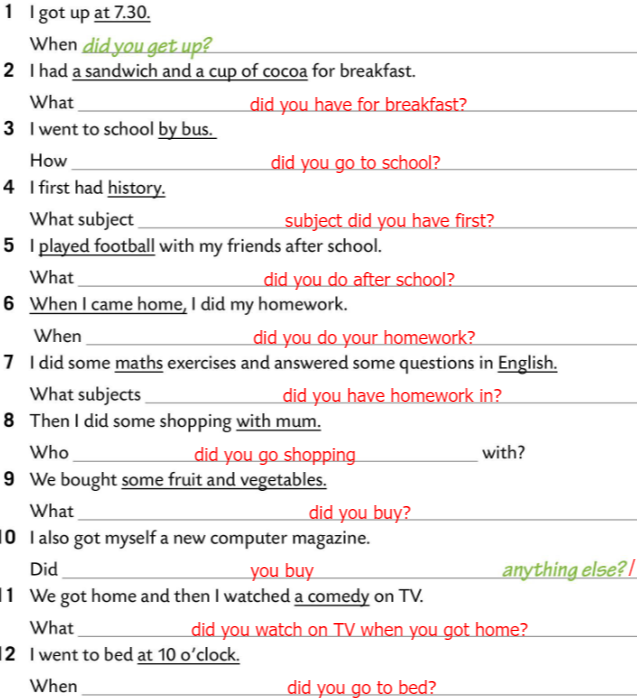 1 I got up at 7.30.
When did you get up?
2 I had a sandwich and a cup of cocoa for breakfast.
What did you have for breakfast?
3 I went to school by bus.
How did you go to school?
4 I first had history.
What subject subject did you have first?
5 I played football with my friends after school.
What did you do after school?
6 When I came home, I did my homework.
When did you do your homework?
7 I did some maths exercises and answered some questions in English.
What subjects did you have homework in?
8 Then I did some shopping with mum.
Who did you go shopping with?
9 We bought some fruit and vegetables.
What did you buy?
10 I also got myself a new computer magazine.
Did you buy anything else?/
11 We got home and then I watched a comedy on TV.
What did you watch on TV when you got home?
12 I went to bed at 10 o'clock.
When did you go to bed?